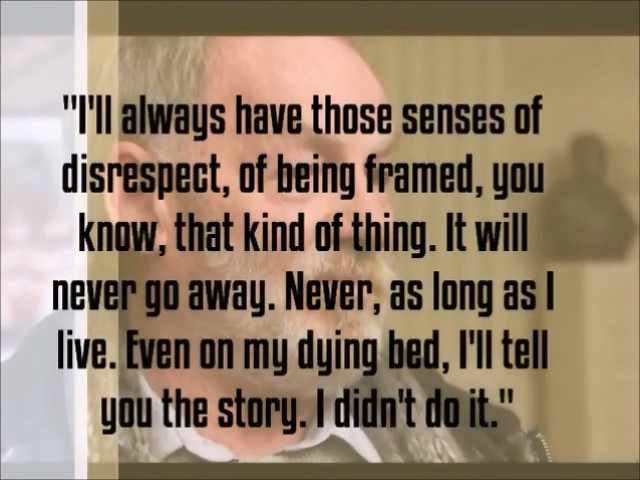 "I'll always have those senses of
disrespect, of being framed, you
know, that kind of thing. It will
never go away. Never, as long as I
live. Even on my dying bed, I'll tell
you the story. I didn't do it."